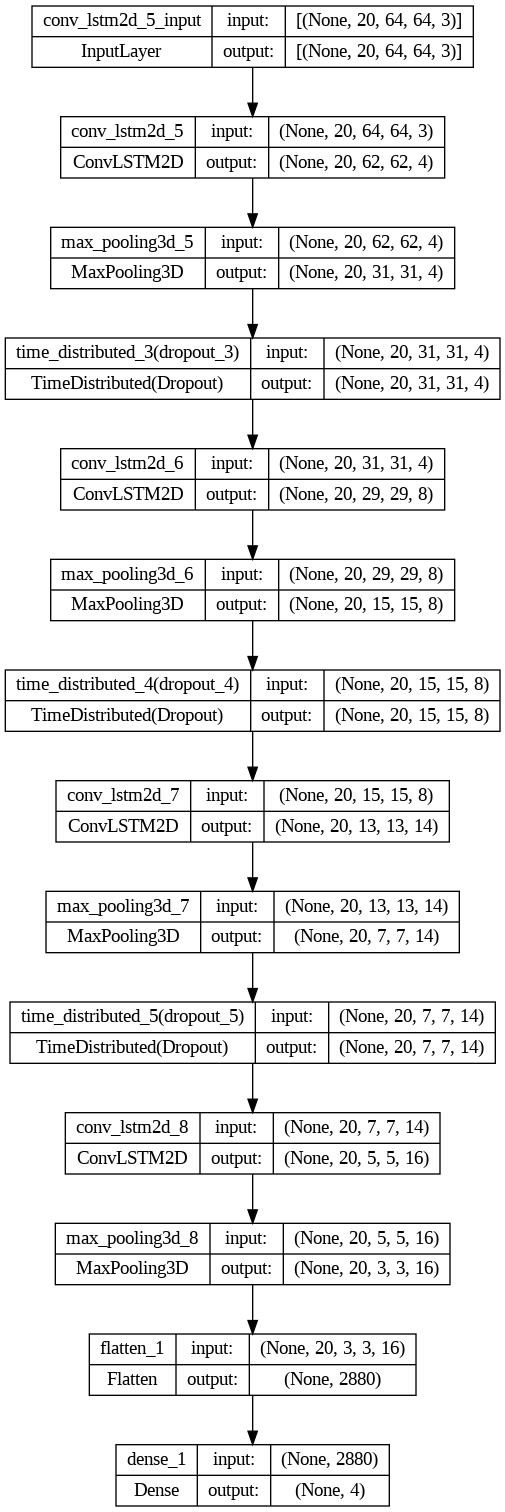 conv_lstm2d_5_input input: [(None, 20, 64, 64, 3)]
InputLayer output: [(None, 20, 64, 64, 3)]
conv_lstm2d_5 input: (None, 20, 64, 64, 3)
ConvLSTM2D output: (None, 20, 62, 62, 4)
max_pooling3d_5 input: (None, 20, 62, 62, 4)
MaxPooling3D output: (None, 20, 31, 31, 4)
time_distributed_3(dropout_3) input: (None, 20, 31, 31, 4)
TimeDistributed(Dropout) output: (None, 20, 31, 31, 4)
conv_lstm2d_6 input: (None, 20, 31, 31, 4)
ConvLSTM2D output: (None, 20, 29, 29, 8)
max_pooling3d_6 input: (None, 20, 29, 29, 8)
MaxPooling3D output: (None, 20, 15, 15, 8)
time_distributed_4(dropout_4) input: (None, 20, 15, 15, 8)
TimeDistributed(Dropout) output: (None, 20, 15, 15, 8)
conv_lstm2d_7 input: (None, 20, 15, 15, 8)
ConvLSTM2D output: (None, 20, 13, 13, 14)
max_pooling3d_7 input: (None, 20, 13, 13, 14)
MaxPooling3D output: (None, 20, 7, 7, 14)
time_distributed_5(dropout_5) input: (None, 20, 7, 7, 14)
TimeDistributed(Dropout) output: (None, 20, 7, 7, 14)
conv_lstm2d_8 input: (None, 20, 7, 7, 14)
ConvLSTM2D output: (None, 20, 5, 5, 16)
max_pooling3d_8 input: (None, 20, 5, 5, 16)
MaxPooling3D output: (None, 20, 3, 3, 16)
flatten_1 input: (None, 20, 3, 3, 16)
Flatten output: (None, 2880)
dense_1 input: (None, 2880)
Dense output: (None, 4)